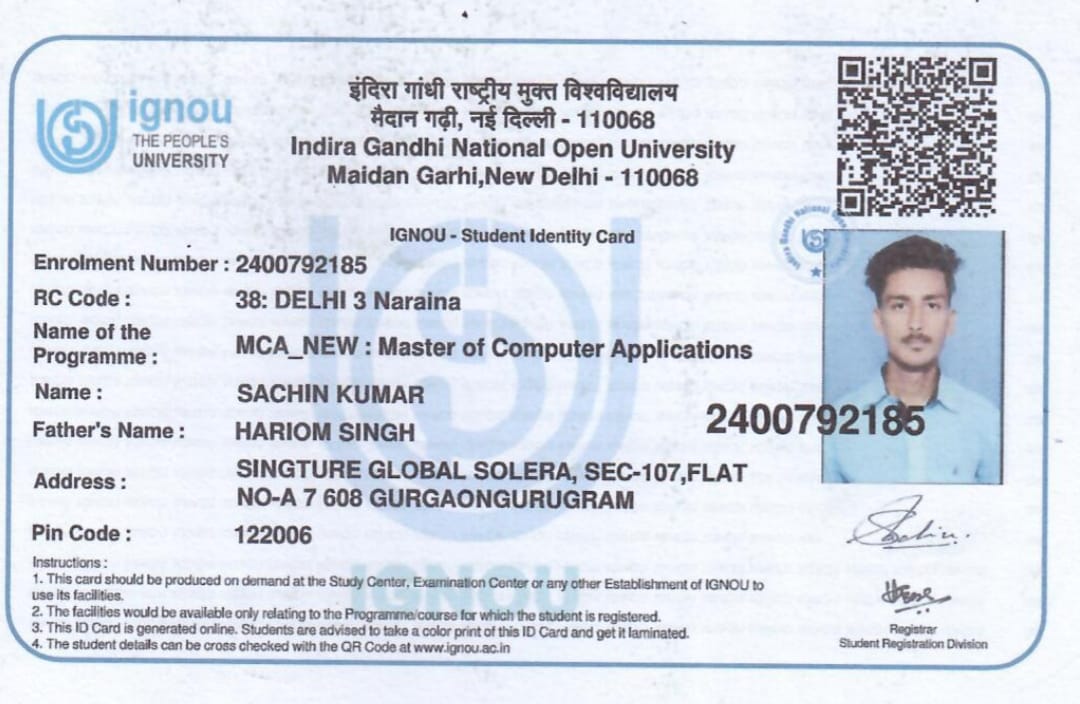 ignou
THE PEOPLE'S
UNIVERSITY
इंदिरा गांधी राष्ट्रीय मुक्त विश्वविद्यालय
मैदान गढ़ी, नई दिल्ली - 110068
Indira Gandhi National Open University
Maidan Garhi,New Delhi - 110068
IGNOU - Student Identity Card
Enrolment Number : 2400792185
RC Code : 38: DELHI 3 Naraina
Name of the
Programme : MCA_NEW : Master of Computer Applications
Name : SACHIN KUMAR
Father's Name : HARIOM SINGH
2400792185
Address : SINGTURE GLOBAL SOLERA, SEC-107,FLAT
NO-A 7 608 GURGAONGURUGRAM
Pin Code : 122006
Sachin.
IGNOU
Instructions :
1. This card should be produced on demand at the Study Center, Examination Center or any other Establishment of IGNOU to
use its facilities.
2. The facilities would be available only relating to the Programme/course for which the student is registered.
3. This ID Card is generated online. Students are advised to take a color print of this ID Card and get it laminated.
4. The student details can be cross checked with the QR Code at www.ignou.ac.in
Registrar
Student Registration Division